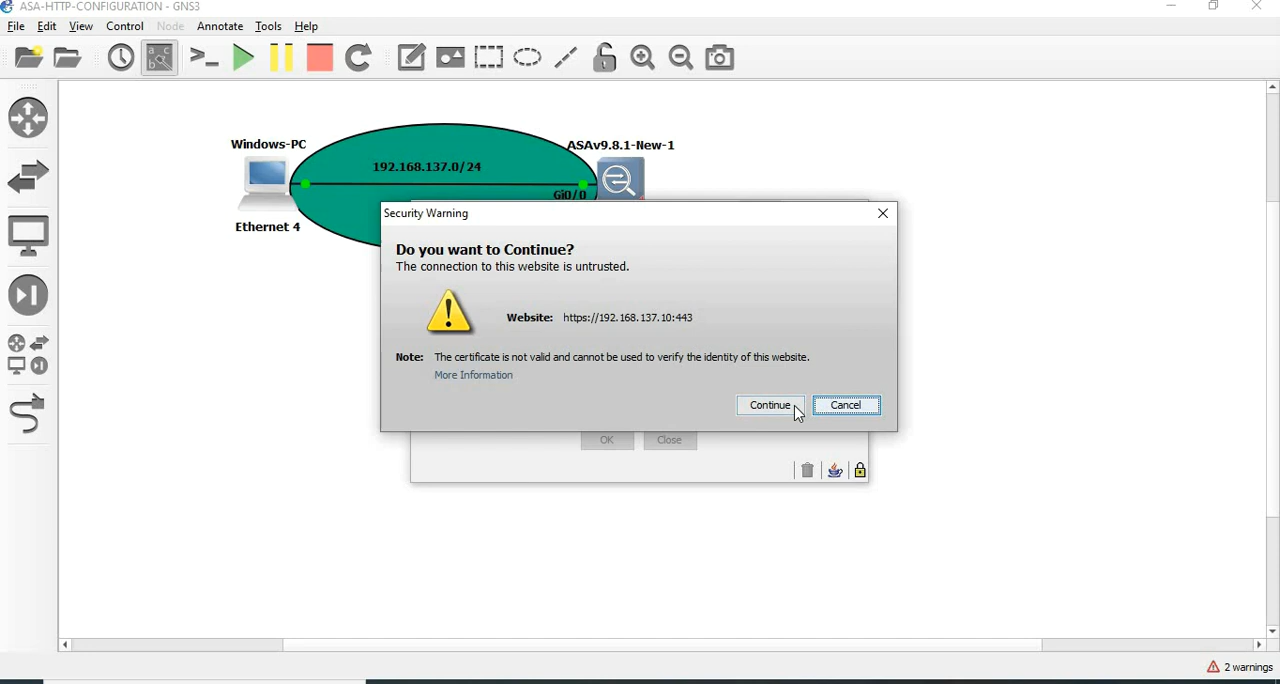 ASA-HTTP-CONFIGURATION - GNS3
File Edit View Control Node Annotate Tools Help
Windows-PC
ASAv9.8.1-New-1
192.168.137.0/24
Gi0/0
Ethernet 4
Security Warning
Do you want to Continue?
The connection to this website is untrusted.
Website: https://192.168.137.10:443
Note: The certificate is not valid and cannot be used to verify the identity of this website.
More Information
Continue Cancel
OK Close
2 warnings